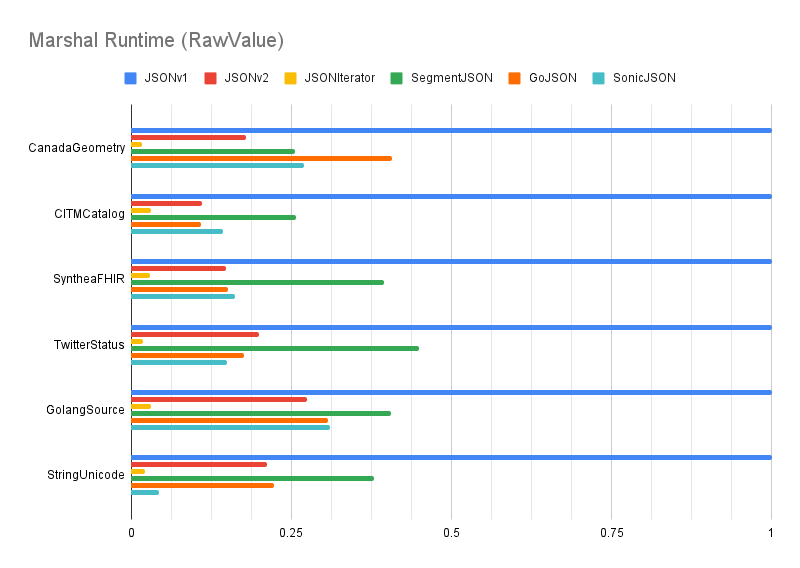 Marshal Runtime (RawValue)
JSONv1 JSONv2 JSONIterator SegmentJSON GoJSON SonicJSON
CanadaGeometry
CITMCatalog
SyntheaFHIR
TwitterStatus
GolangSource
StringUnicode
0 0.25 0.5 0.75 1